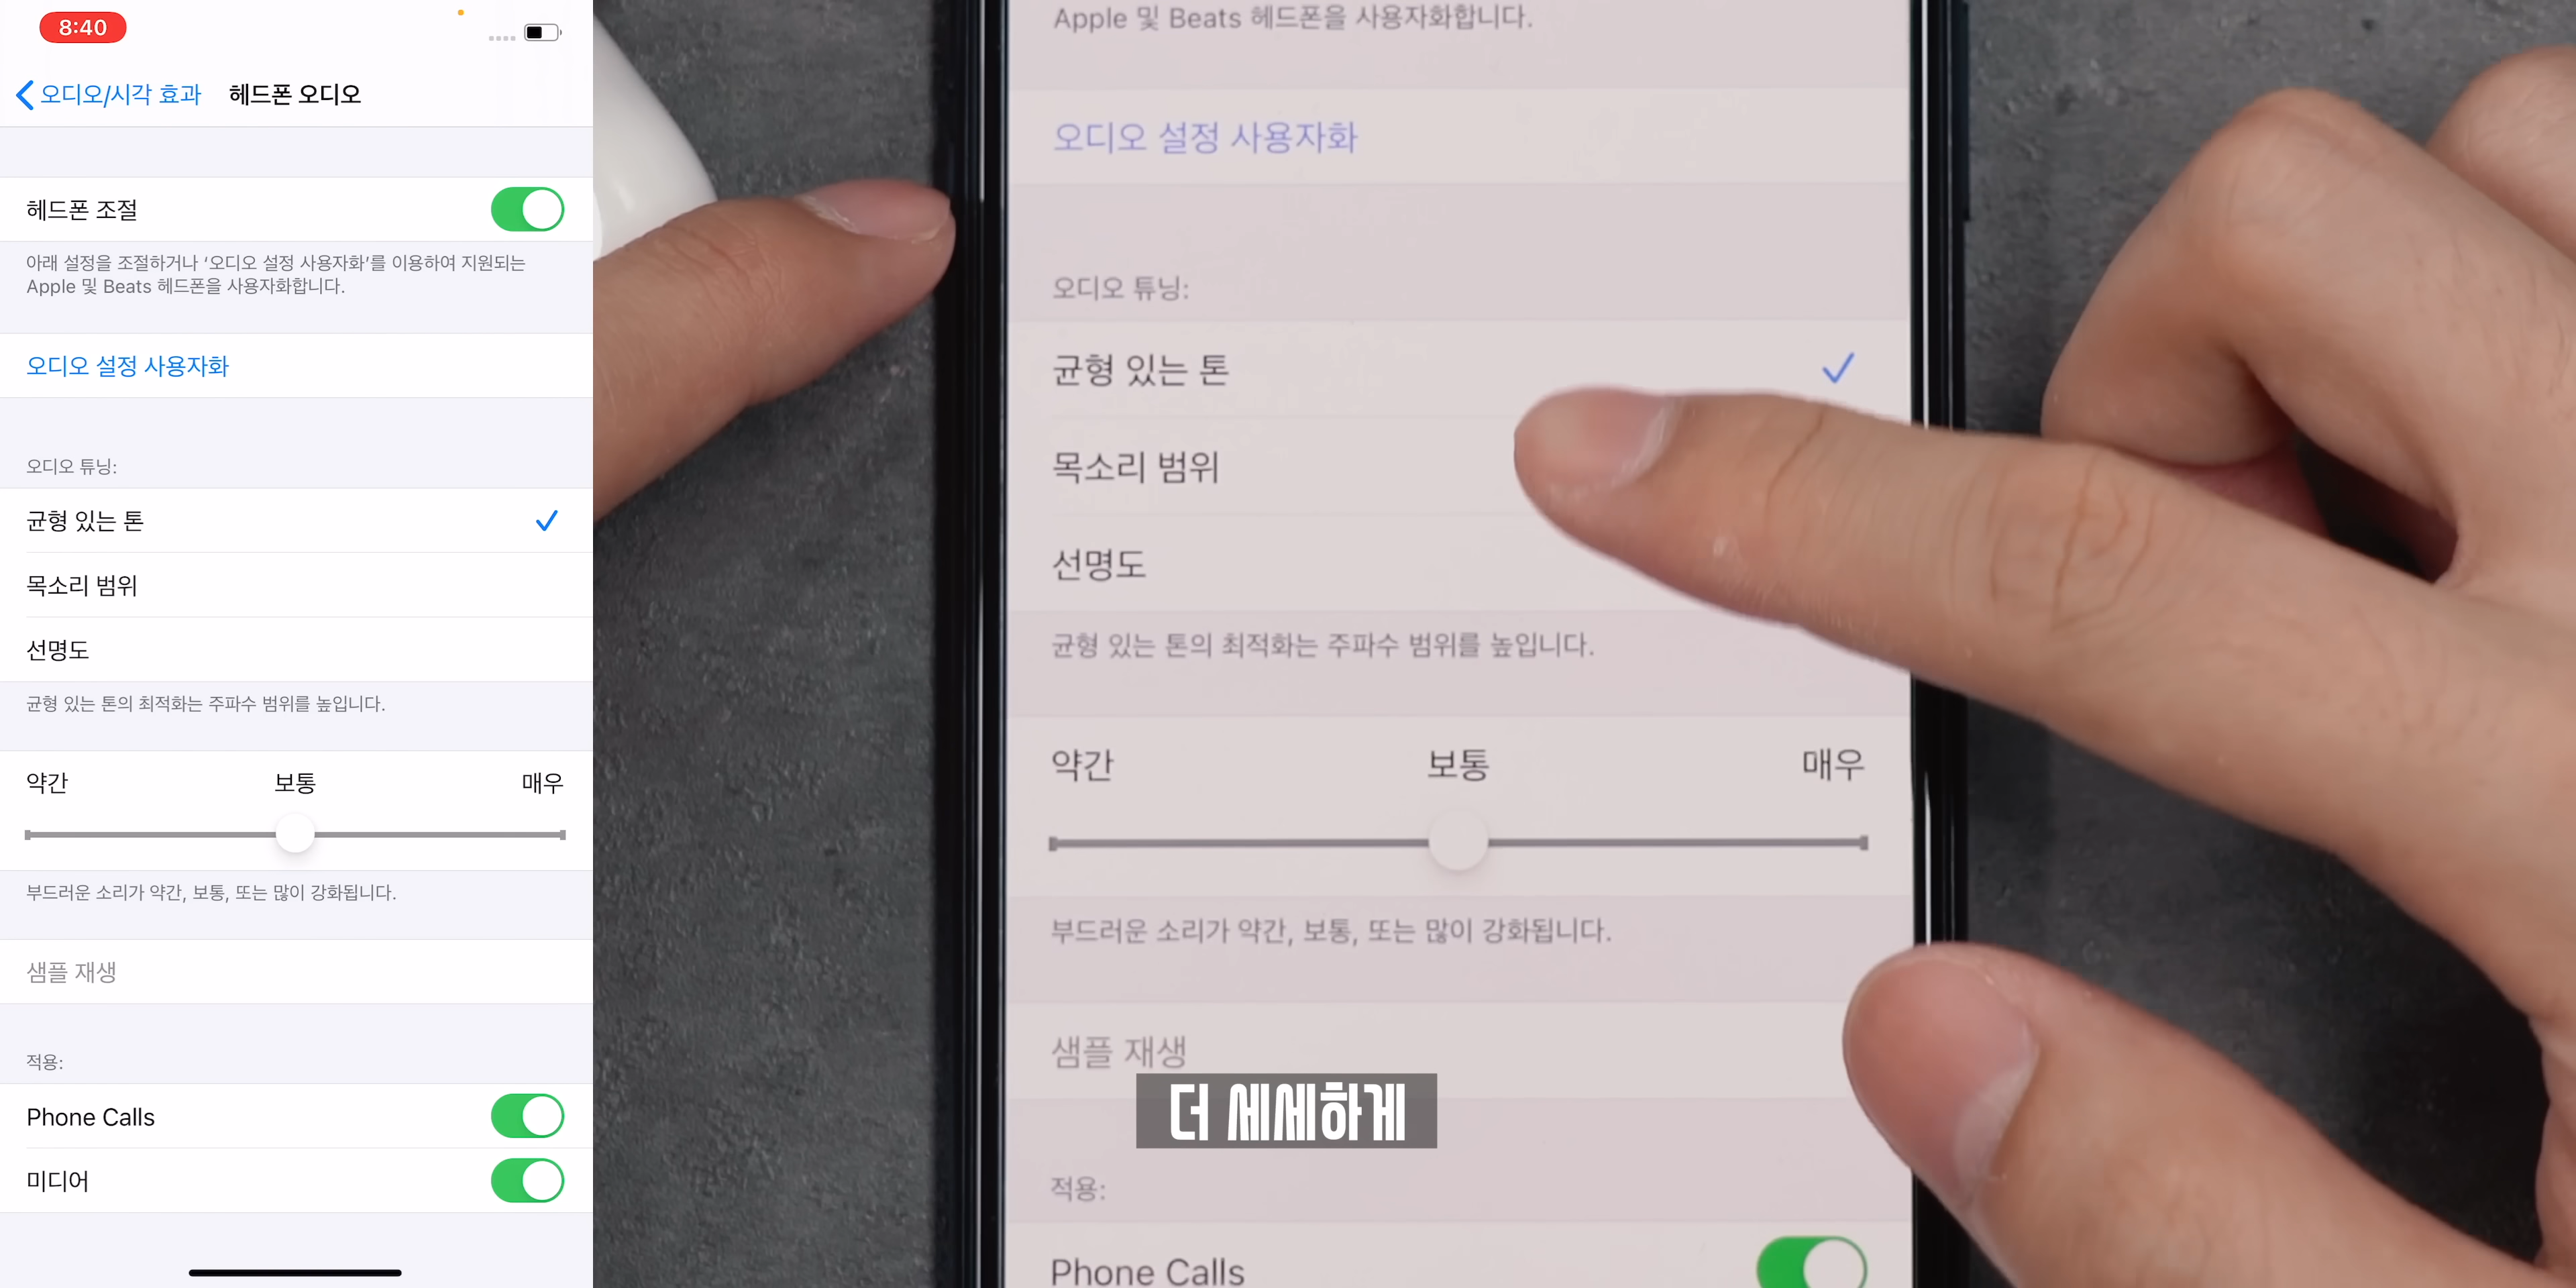 8:40
오디오/시각 효과 헤드폰 오디오
헤드폰 조절
아래 설정을 조절하거나 ‘오디오 설정 사용자화’를 이용하여 지원되는
Apple 및 Beats 헤드폰을 사용자화합니다.
오디오 설정 사용자화
오디오 튜닝:
균형 있는 톤
목소리 범위
선명도
균형 있는 톤의 최적화는 주파수 범위를 높입니다.
약간 보통 매우
부드러운 소리가 약간, 보통, 또는 많이 강화됩니다.
샘플 재생
적용:
Phone Calls
미디어
Apple 및 Beats 헤드폰을 사용자화합니다.
오디오 설정 사용자화
오디오 튜닝:
균형 있는 톤
목소리 범위
선명도
균형 있는 톤의 최적화는 주파수 범위를 높입니다.
약간 보통 매우
부드러운 소리가 약간, 보통, 또는 많이 강화됩니다.
샘플 재생
더 세세하게
적용:
Phone Calls